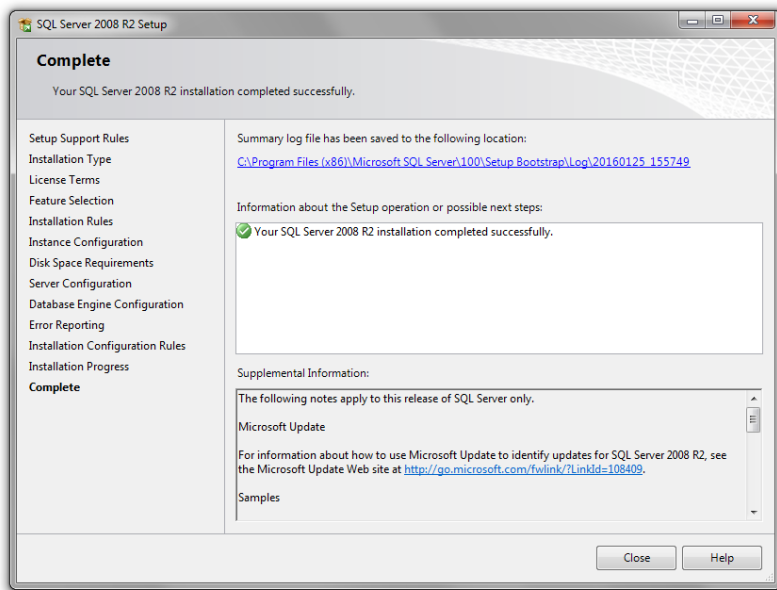 SQL Server 2008 R2 Setup
Complete
Your SQL Server 2008 R2 installation completed successfully.
Setup Support Rules
Installation Type
License Terms
Feature Selection
Installation Rules
Instance Configuration
Disk Space Requirements
Server Configuration
Database Engine Configuration
Error Reporting
Installation Configuration Rules
Installation Progress
Complete
Summary log file has been saved to the following location:
C:\Program Files (x86)\Microsoft SQL Server\100\Setup Bootstrap\Log\20160125_155749
Information about the Setup operation or possible next steps:
Your SQL Server 2008 R2 installation completed successfully.
Supplemental Information:
The following notes apply to this release of SQL Server only.
Microsoft Update
For information about how to use Microsoft Update to identify updates for SQL Server 2008 R2, see
the Microsoft Update Web site at http://go.microsoft.com/fwlink/?LinkId=108409.
Samples
Close
Help